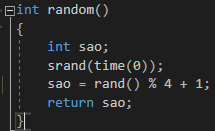 int random()
{
    int sao;
    srand(time(0));
    sao = rand() % 4 + 1;
    return sao;
}